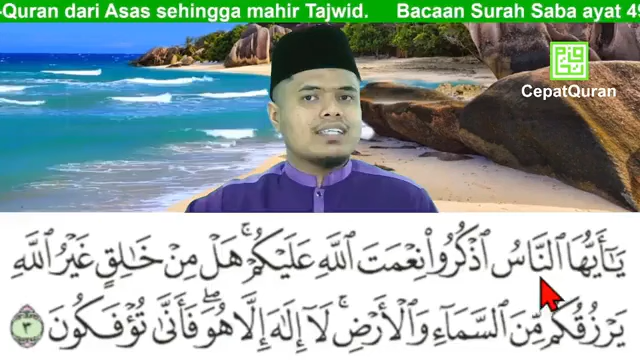 -Quran dari Asas sehingga mahir Tajwid. Bacaan Surah Saba ayat 49
CepatQuran
يَـٰٓأَيُّهَا ٱلنَّاسُ ٱذْكُرُوا۟ نِعْمَتَ ٱللَّهِ عَلَيْكُمْ ۚ هَلْ مِنْ خَـٰلِقٍ غَيْرُ ٱللَّهِ
يَرْزُقُكُم مِّنَ ٱلسَّمَآءِ وَٱلْأَرْضِ ۚ لَآ إِلَـٰهَ إِلَّا هُوَ ۖ فَأَنَّىٰ تُؤْفَكُونَ ٣